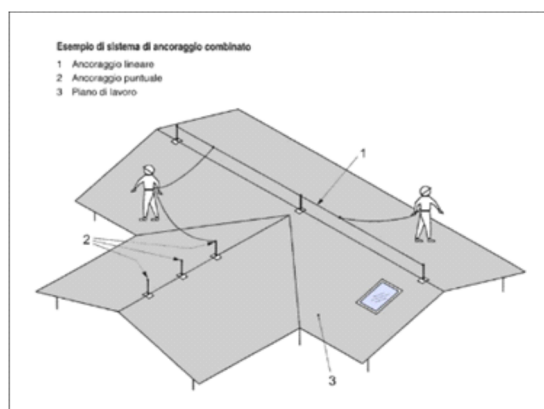 Esempio di sistema di ancoraggio combinato
1 Ancoraggio lineare
2 Ancoraggio puntuale
3 Piano di lavoro
1
2
3